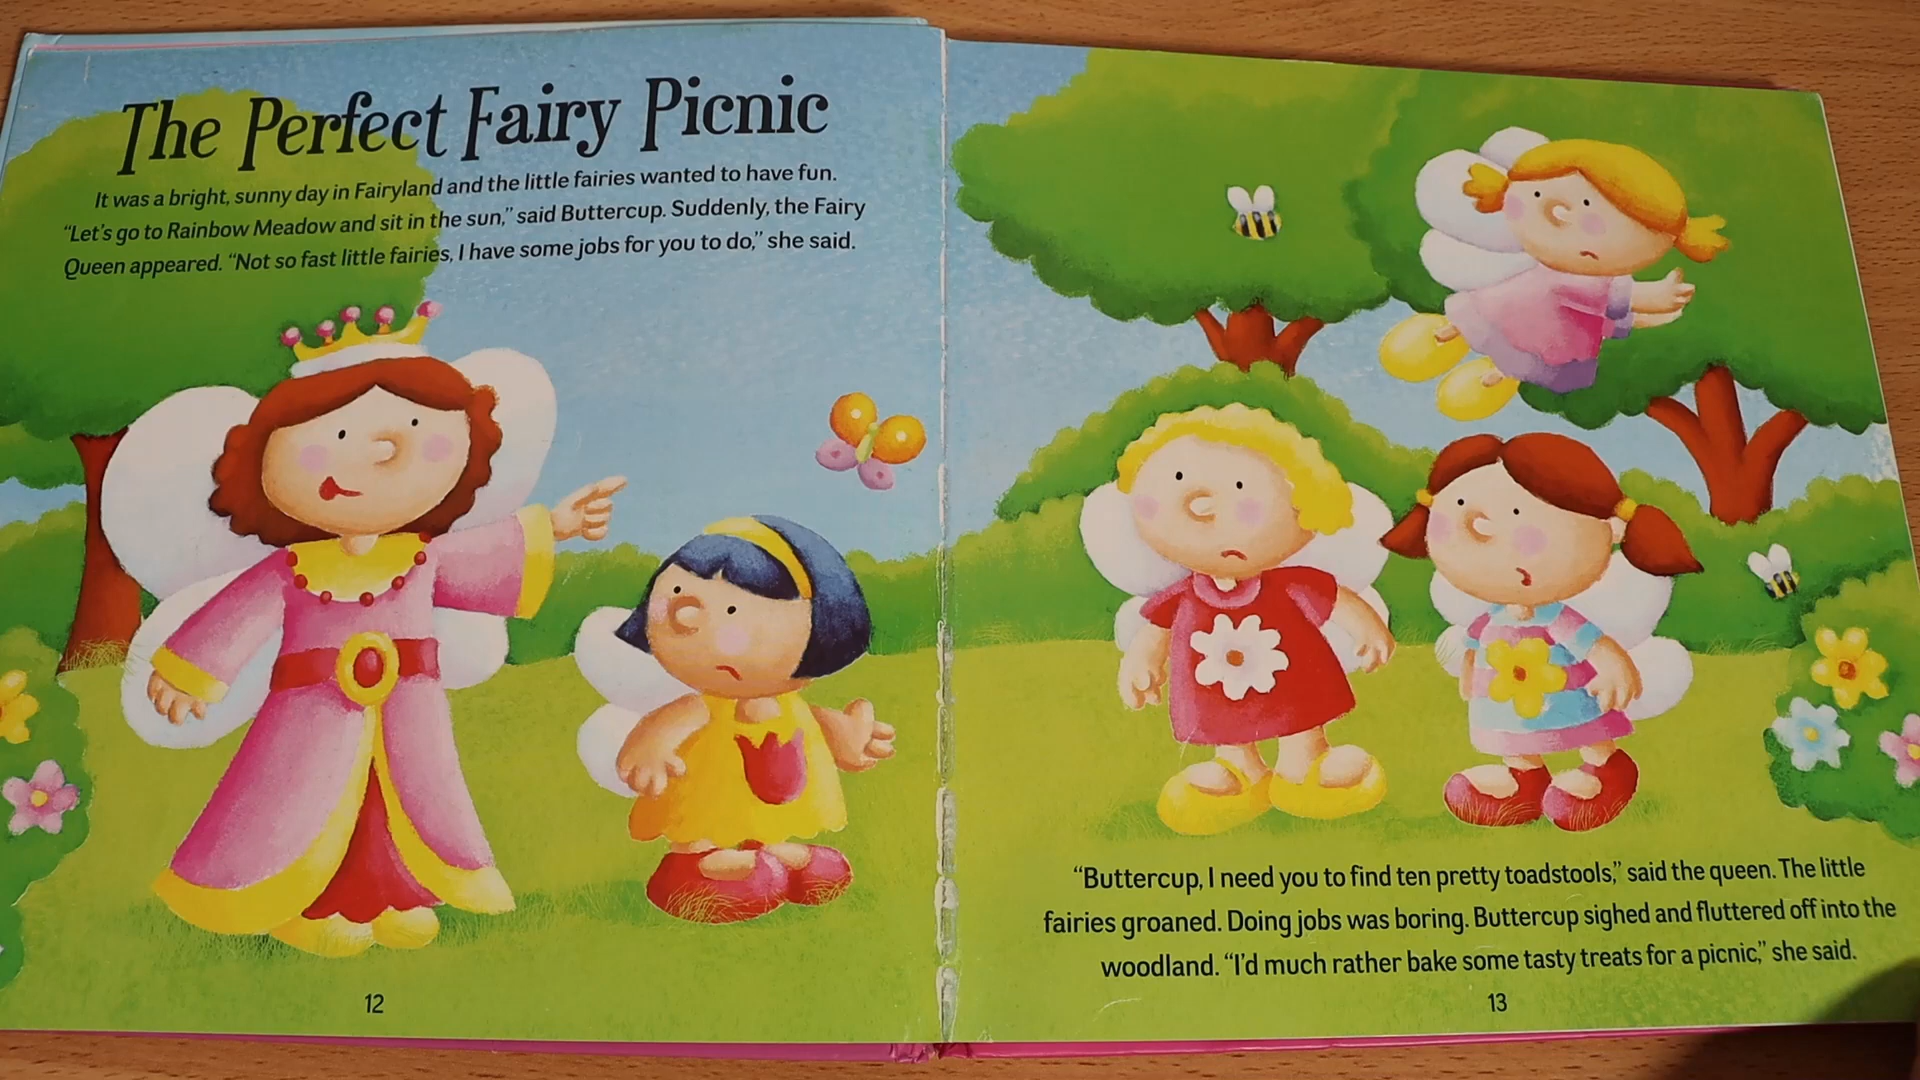 The Perfect Fairy Picnic
It was a bright, sunny day in Fairyland and the little fairies wanted to have fun.
“Let’s go to Rainbow Meadow and sit in the sun,” said Buttercup. Suddenly, the Fairy
Queen appeared. “Not so fast little fairies, I have some jobs for you to do,” she said.
12
“Buttercup, I need you to find ten pretty toadstools,” said the queen. The little
fairies groaned. Doing jobs was boring. Buttercup sighed and fluttered off into the
woodland. “I’d much rather bake some tasty treats for a picnic,” she said.
13